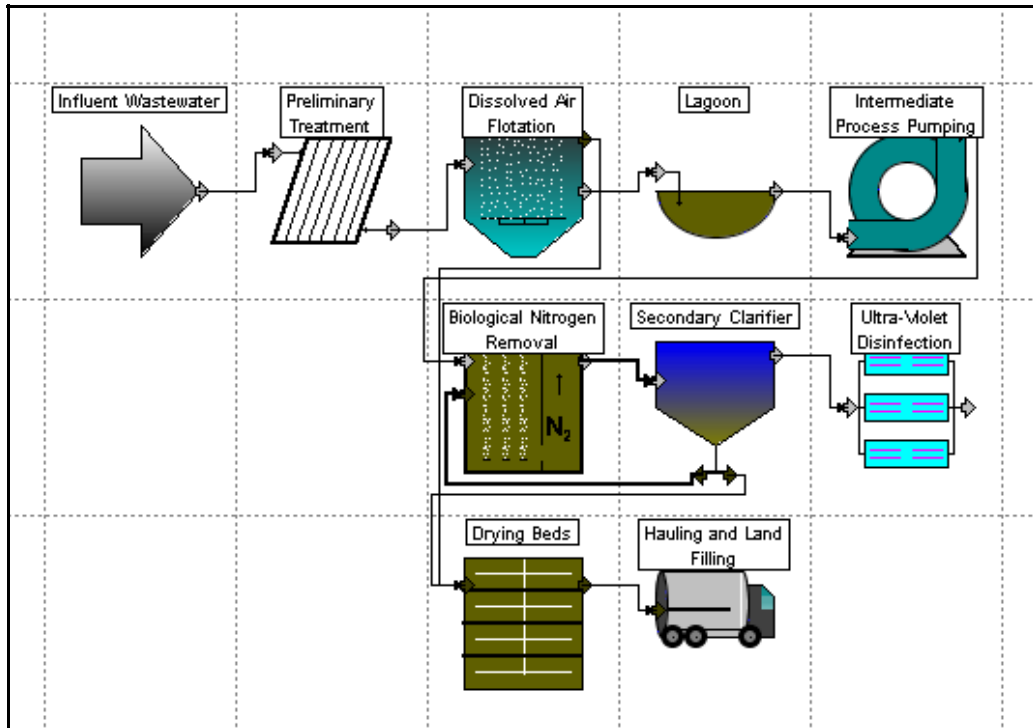 Influent Wastewater
Preliminary
Treatment
Dissolved Air
Flotation
Lagoon
Intermediate
Process Pumping
Biological Nitrogen
Removal
N₂
Secondary Clarifier
Ultra-Violet
Disinfection
Drying Beds
Hauling and Land
Filling